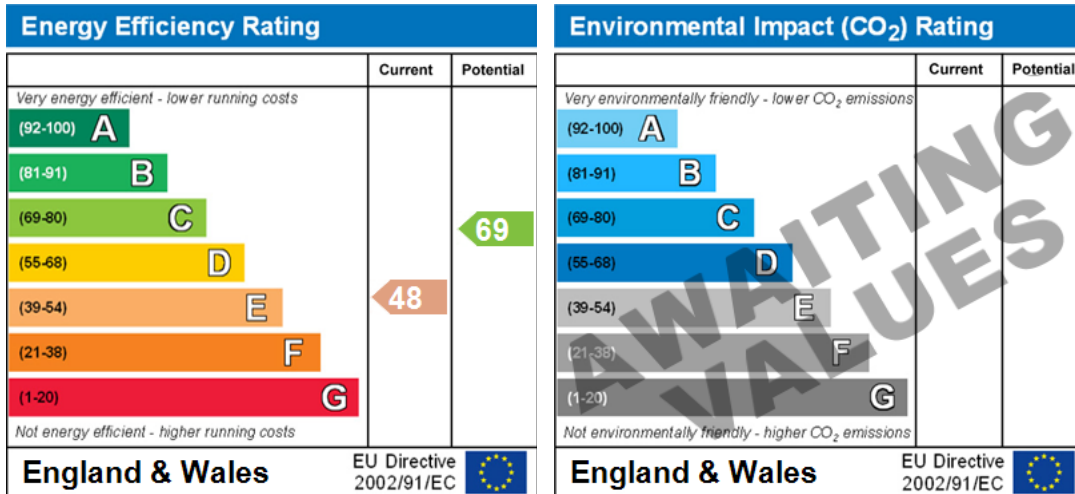 Energy Efficiency Rating
Current Potential
Very energy efficient - lower running costs
(92-100) A
(81-91) B
(69-80) C
69
(55-68) D
(39-54) E
48
(21-38) F
(1-20) G
Not energy efficient - higher running costs
England & Wales
EU Directive
2002/91/EC
Environmental Impact (CO₂) Rating
Current Potential
Very environmentally friendly - lower CO₂ emissions
(92-100) A
(81-91) B
(69-80) C
(55-68) D
(39-54) E
(21-38) F
(1-20) G
AWAITING
VALUES
Not environmentally friendly - higher CO₂ emissions
England & Wales
EU Directive
2002/91/EC